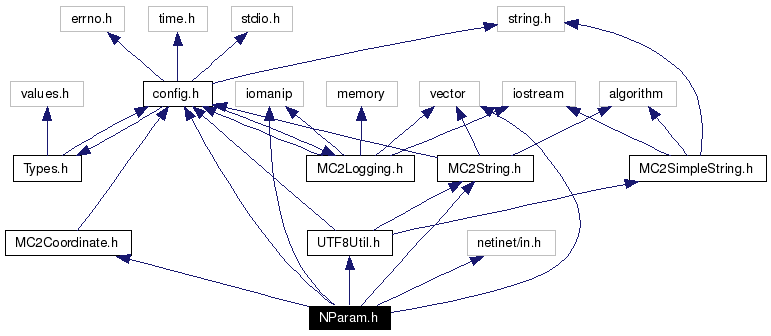 errno.h
time.h
stdio.h
string.h
values.h
config.h
iomanip
memory
vector
iostream
algorithm
Types.h
MC2Logging.h
MC2String.h
MC2SimpleString.h
MC2Coordinate.h
UTF8Util.h
netinet/in.h
NParam.h